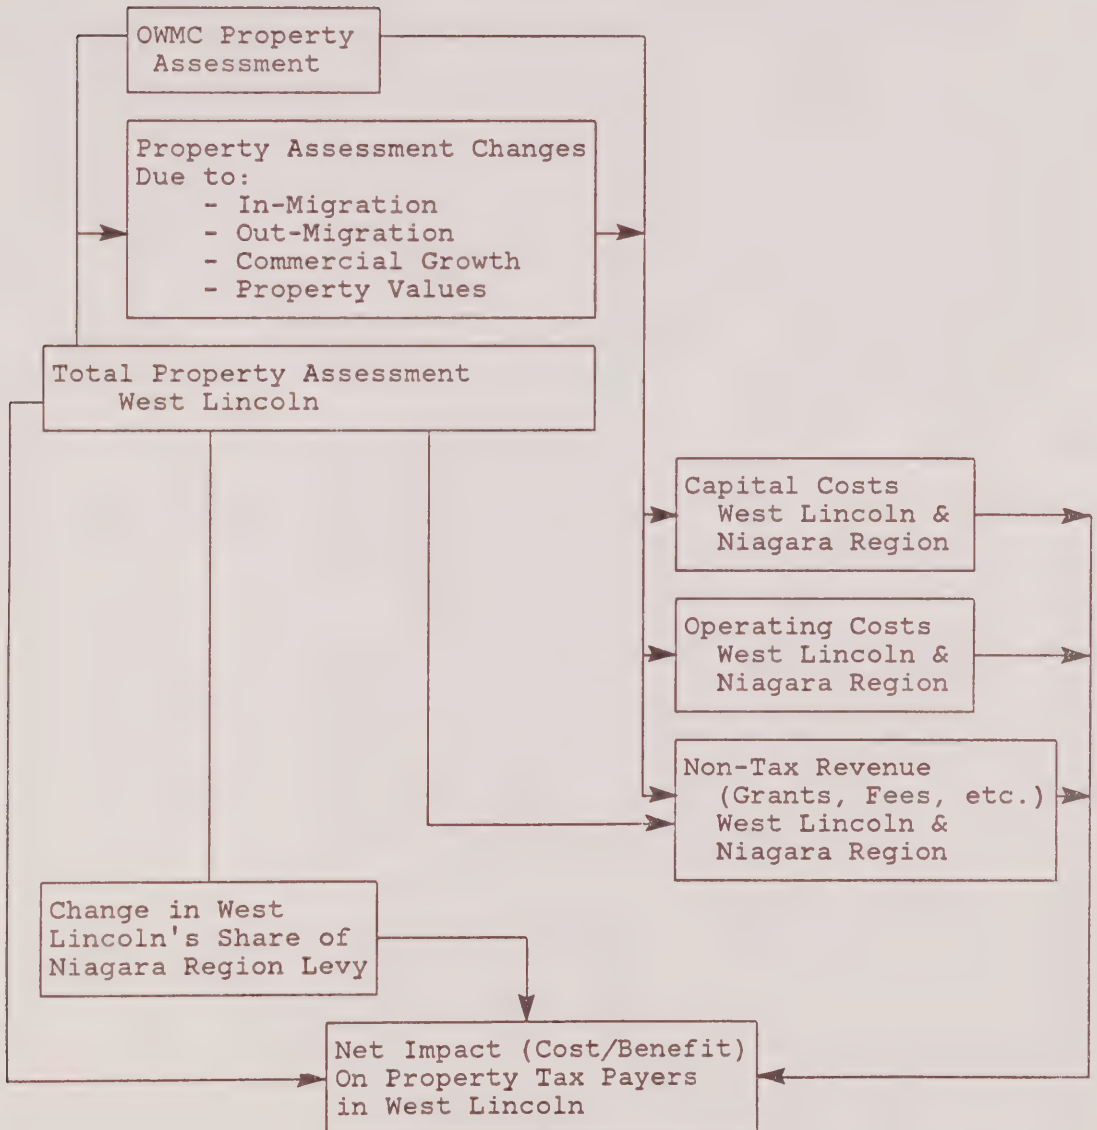 OWMC Property
Assessment
Property Assessment Changes
Due to:
- In-Migration
- Out-Migration
- Commercial Growth
- Property Values
Total Property Assessment
West Lincoln
Capital Costs
West Lincoln &
Niagara Region
Operating Costs
West Lincoln &
Niagara Region
Non-Tax Revenue
(Grants, Fees, etc.)
West Lincoln &
Niagara Region
Change in West
Lincoln's Share of
Niagara Region Levy
Net Impact (Cost/Benefit)
On Property Tax Payers
in West Lincoln